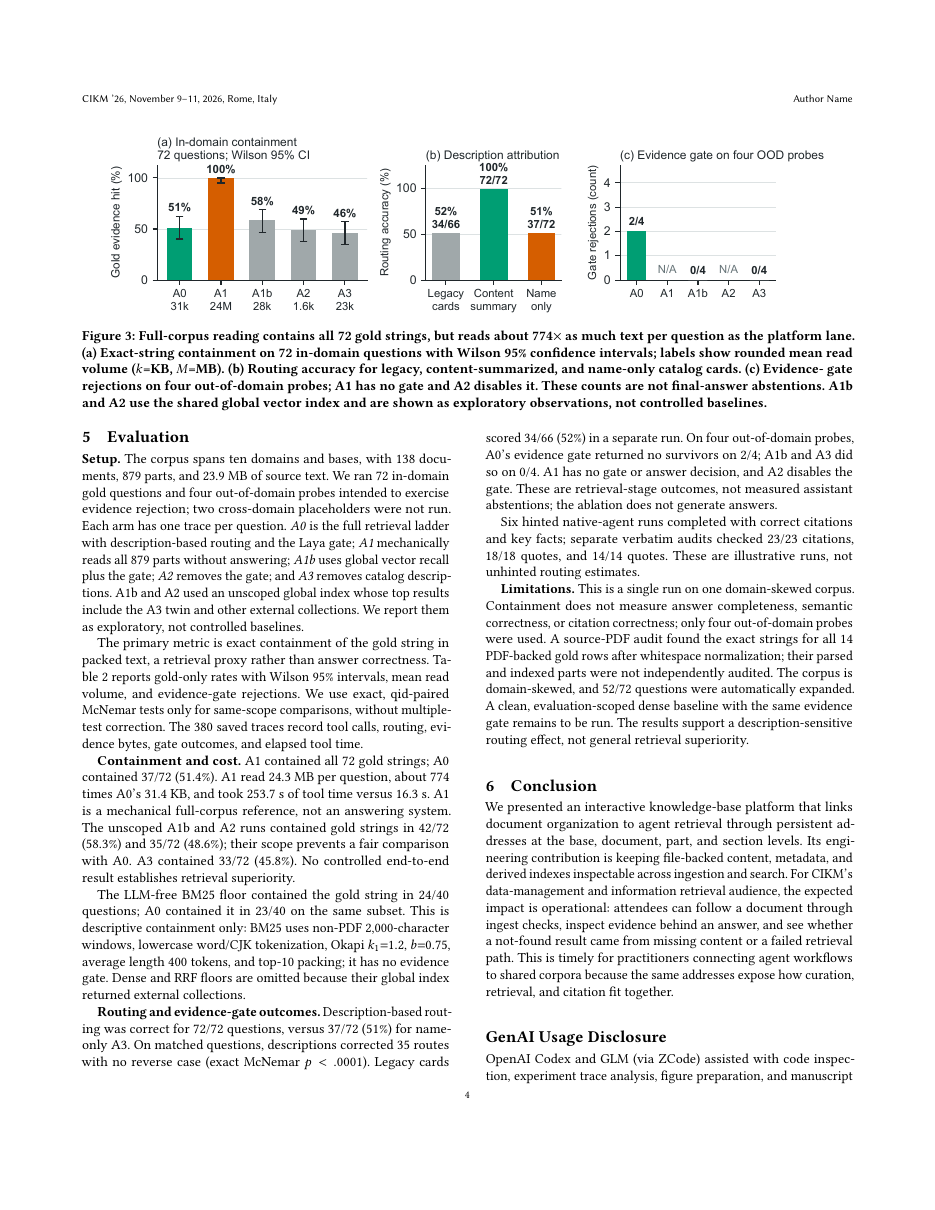 CIKM '26, November 9–11, 2026, Rome, Italy
Author Name
(a) In-domain containment
72 questions; Wilson 95% CI
Gold evidence hit (%)
100
50
0
51%
100%
58%
49%
46%
A0
31k
A1
24M
A1b
28k
A2
1.6k
A3
23k
(b) Description attribution
Routing accuracy (%)
100
50
0
52%
34/66
100%
72/72
51%
37/72
Legacy
cards
Content
summary
Name
only
(c) Evidence gate on four OOD probes
Gate rejections (count)
4
3
2
1
0
2/4
N/A
0/4
N/A
0/4
A0
A1
A1b
A2
A3
Figure 3: Full-corpus reading contains all 72 gold strings, but reads about 774× as much text per question as the platform lane.
(a) Exact-string containment on 72 in-domain questions with Wilson 95% confidence intervals; labels show rounded mean read
volume (k=KB, M=MB). (b) Routing accuracy for legacy, content-summarized, and name-only catalog cards. (c) Evidence- gate
rejections on four out-of-domain probes; A1 has no gate and A2 disables it. These counts are not final-answer abstentions. A1b
and A2 use the shared global vector index and are shown as exploratory observations, not controlled baselines.
5 Evaluation
Setup. The corpus spans ten domains and bases, with 138 docu-
ments, 879 parts, and 23.9 MB of source text. We ran 72 in-domain
gold questions and four out-of-domain probes intended to exercise
evidence rejection; two cross-domain placeholders were not run.
Each arm has one trace per question. A0 is the full retrieval ladder
with description-based routing and the Laya gate; A1 mechanically
reads all 879 parts without answering; A1b uses global vector recall
plus the gate; A2 removes the gate; and A3 removes catalog descrip-
tions. A1b and A2 used an unscoped global index whose top results
include the A3 twin and other external collections. We report them
as exploratory, not controlled baselines.
The primary metric is exact containment of the gold string in
packed text, a retrieval proxy rather than answer correctness. Ta-
ble 2 reports gold-only rates with Wilson 95% intervals, mean read
volume, and evidence-gate rejections. We use exact, qid-paired
McNemar tests only for same-scope comparisons, without multiple-
test correction. The 380 saved traces record tool calls, routing, evi-
dence bytes, gate outcomes, and elapsed tool time.
Containment and cost. A1 contained all 72 gold strings; A0
contained 37/72 (51.4%). A1 read 24.3 MB per question, about 774
times A0's 31.4 KB, and took 253.7 s of tool time versus 16.3 s. A1
is a mechanical full-corpus reference, not an answering system.
The unscoped A1b and A2 runs contained gold strings in 42/72
(58.3%) and 35/72 (48.6%); their scope prevents a fair comparison
with A0. A3 contained 33/72 (45.8%). No controlled end-to-end
result establishes retrieval superiority.
The LLM-free BM25 floor contained the gold string in 24/40
questions; A0 contained it in 23/40 on the same subset. This is
descriptive containment only: BM25 uses non-PDF 2,000-character
windows, lowercase word/CJK tokenization, Okapi k1=1.2, b=0.75,
average length 400 tokens, and top-10 packing; it has no evidence
gate. Dense and RRF floors are omitted because their global index
returned external collections.
Routing and evidence-gate outcomes. Description-based rout-
ing was correct for 72/72 questions, versus 37/72 (51%) for name-
only A3. On matched questions, descriptions corrected 35 routes
with no reverse case (exact McNemar p < .0001). Legacy cards
scored 34/66 (52%) in a separate run. On four out-of-domain probes,
A0's evidence gate returned no survivors on 2/4; A1b and A3 did
so on 0/4. A1 has no gate or answer decision, and A2 disables the
gate. These are retrieval-stage outcomes, not measured assistant
abstentions; the ablation does not generate answers.
Six hinted native-agent runs completed with correct citations
and key facts; separate verbatim audits checked 23/23 citations,
18/18 quotes, and 14/14 quotes. These are illustrative runs, not
unhinted routing estimates.
Limitations. This is a single run on one domain-skewed corpus.
Containment does not measure answer completeness, semantic
correctness, or citation correctness; only four out-of-domain probes
were used. A source-PDF audit found the exact strings for all 14
PDF-backed gold rows after whitespace normalization; their parsed
and indexed parts were not independently audited. The corpus is
domain-skewed, and 52/72 questions were automatically expanded.
A clean, evaluation-scoped dense baseline with the same evidence
gate remains to be run. The results support a description-sensitive
routing effect, not general retrieval superiority.
6 Conclusion
We presented an interactive knowledge-base platform that links
document organization to agent retrieval through persistent ad-
dresses at the base, document, part, and section levels. Its engi-
neering contribution is keeping file-backed content, metadata, and
derived indexes inspectable across ingestion and search. For CIKM's
data-management and information retrieval audience, the expected
impact is operational: attendees can follow a document through
ingest checks, inspect evidence behind an answer, and see whether
a not-found result came from missing content or a failed retrieval
path. This is timely for practitioners connecting agent workflows
to shared corpora because the same addresses expose how curation,
retrieval, and citation fit together.
GenAI Usage Disclosure
OpenAI Codex and GLM (via ZCode) assisted with code inspec-
tion, experiment trace analysis, figure preparation, and manuscript
4